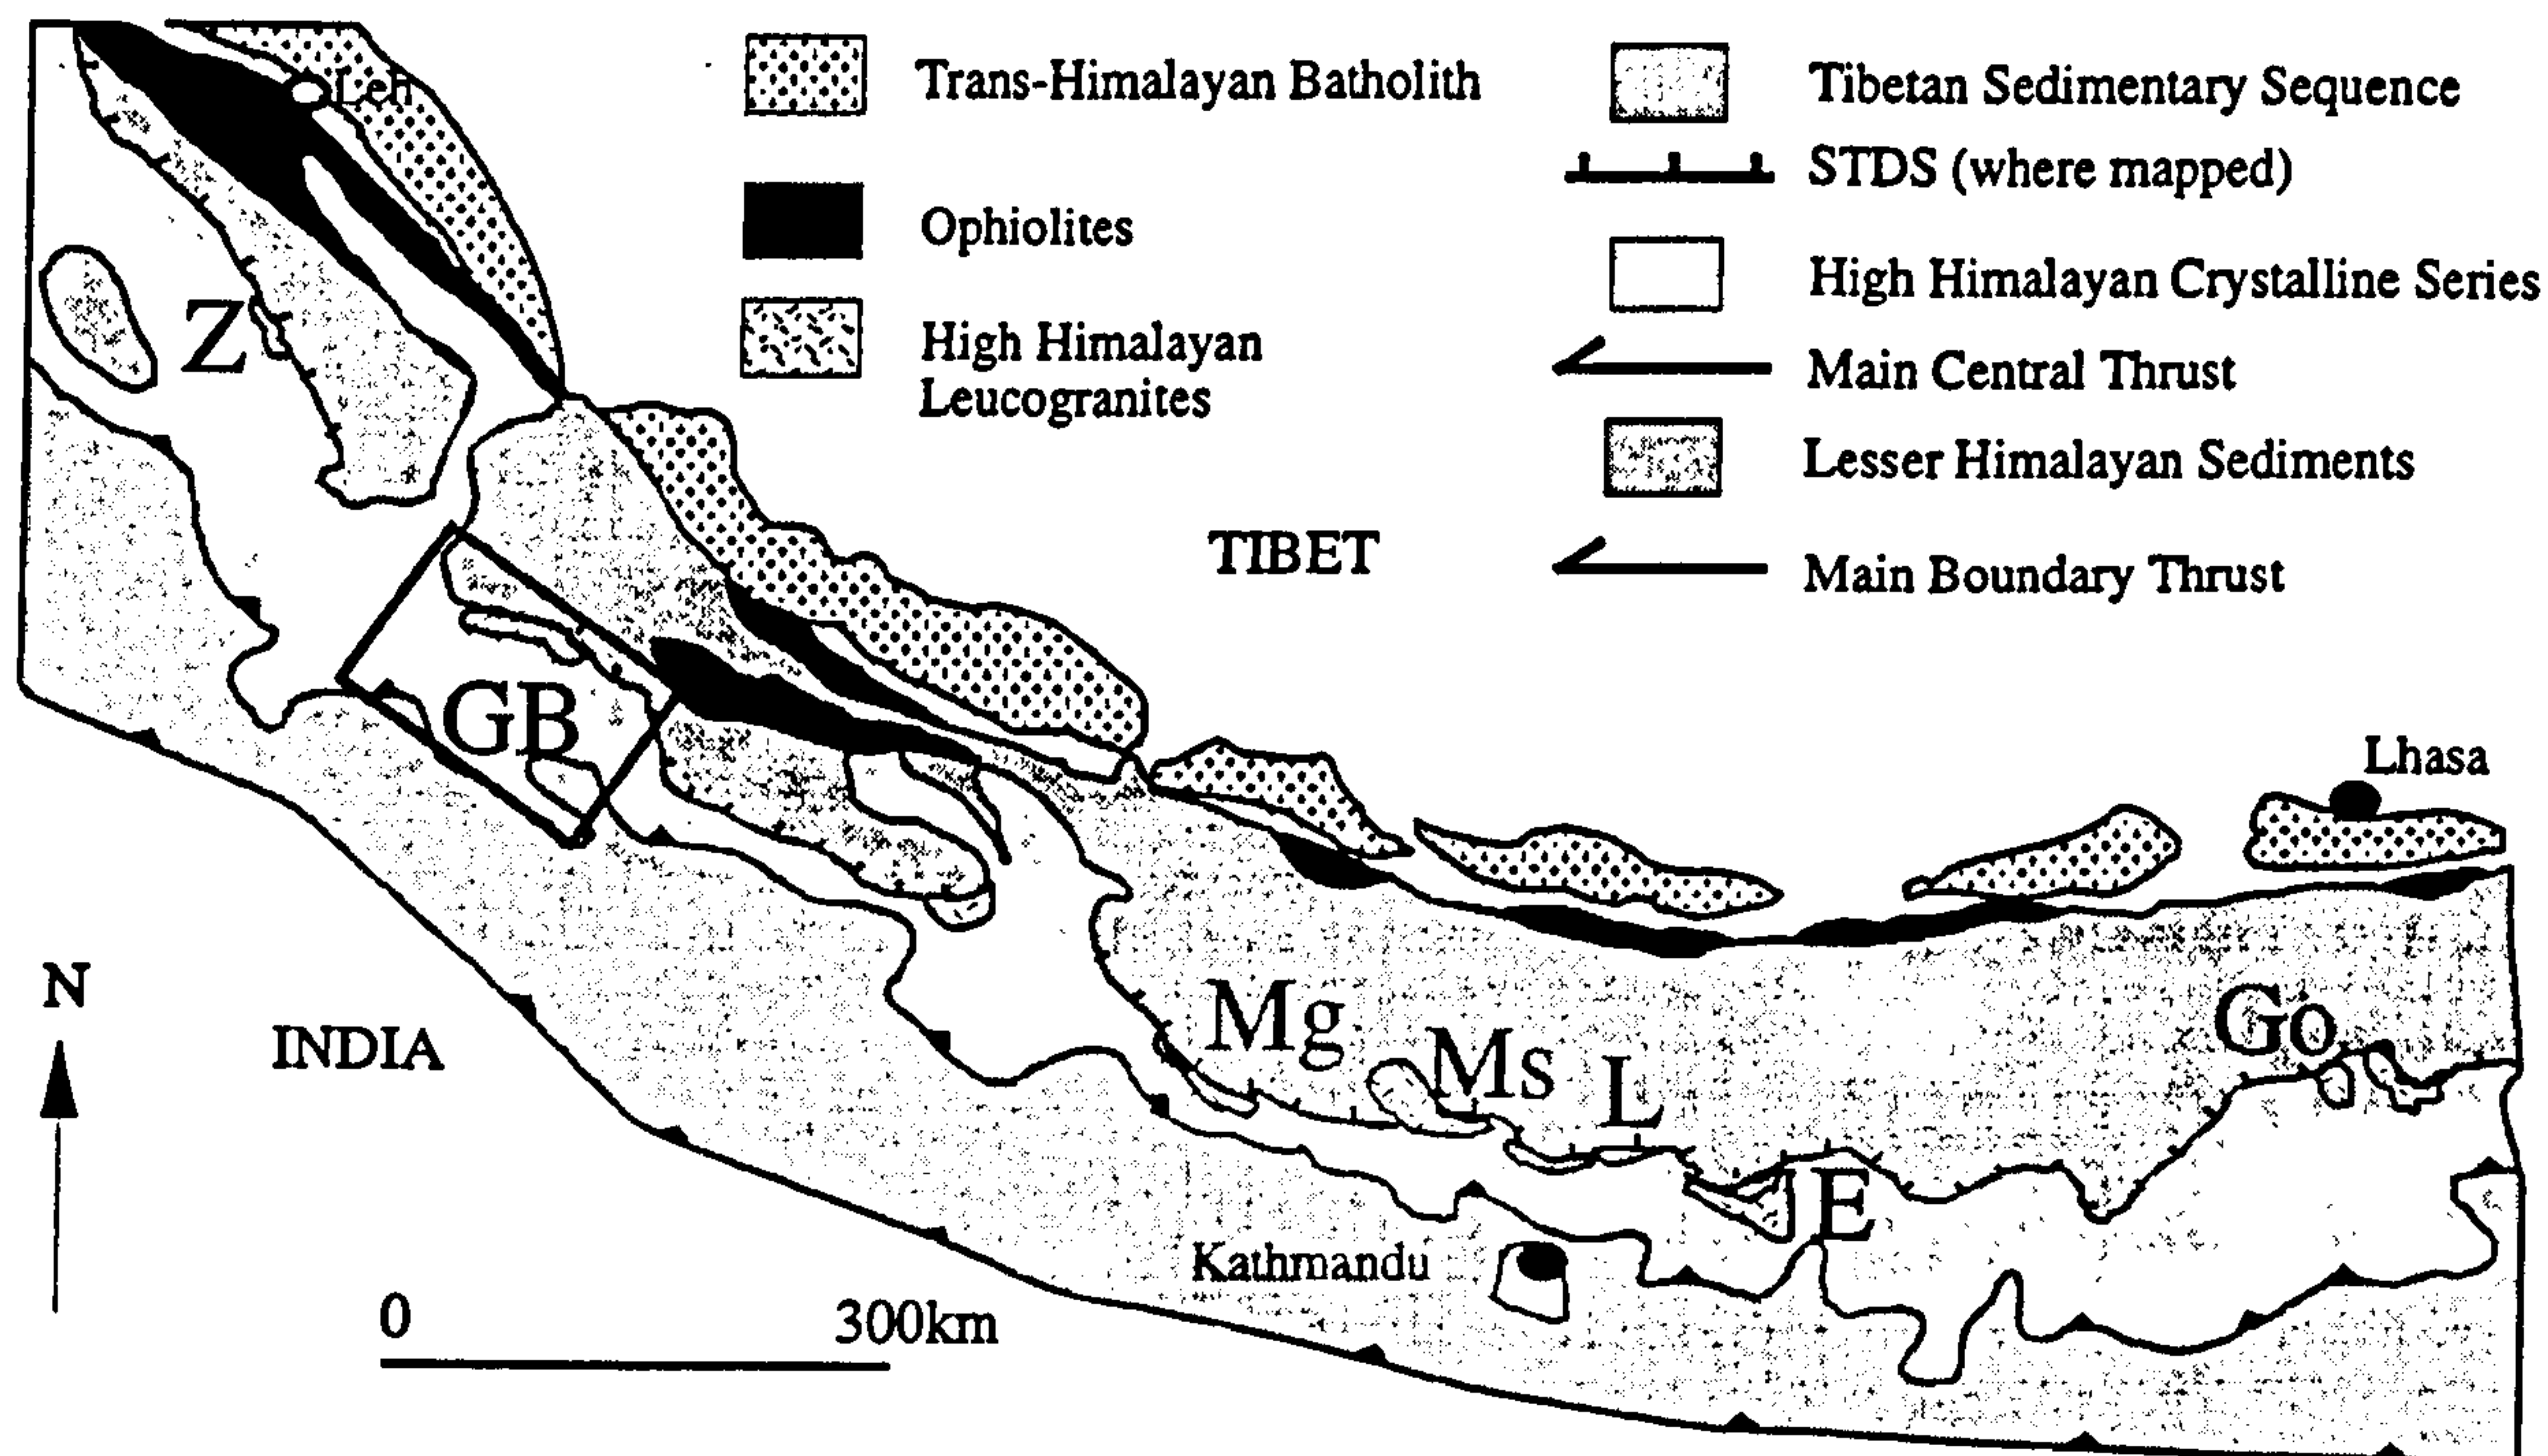 Leh
Trans-Himalayan Batholith
Ophiolites
High Himalayan
Leucogranites
Tibetan Sedimentary Sequence
STDS (where mapped)
High Himalayan Crystalline Series
Main Central Thrust
Lesser Himalayan Sediments
Main Boundary Thrust
Z
TIBET
GB
Lhasa
N
INDIA
Mg
Ms
L
Go
E
Kathmandu
0 300km